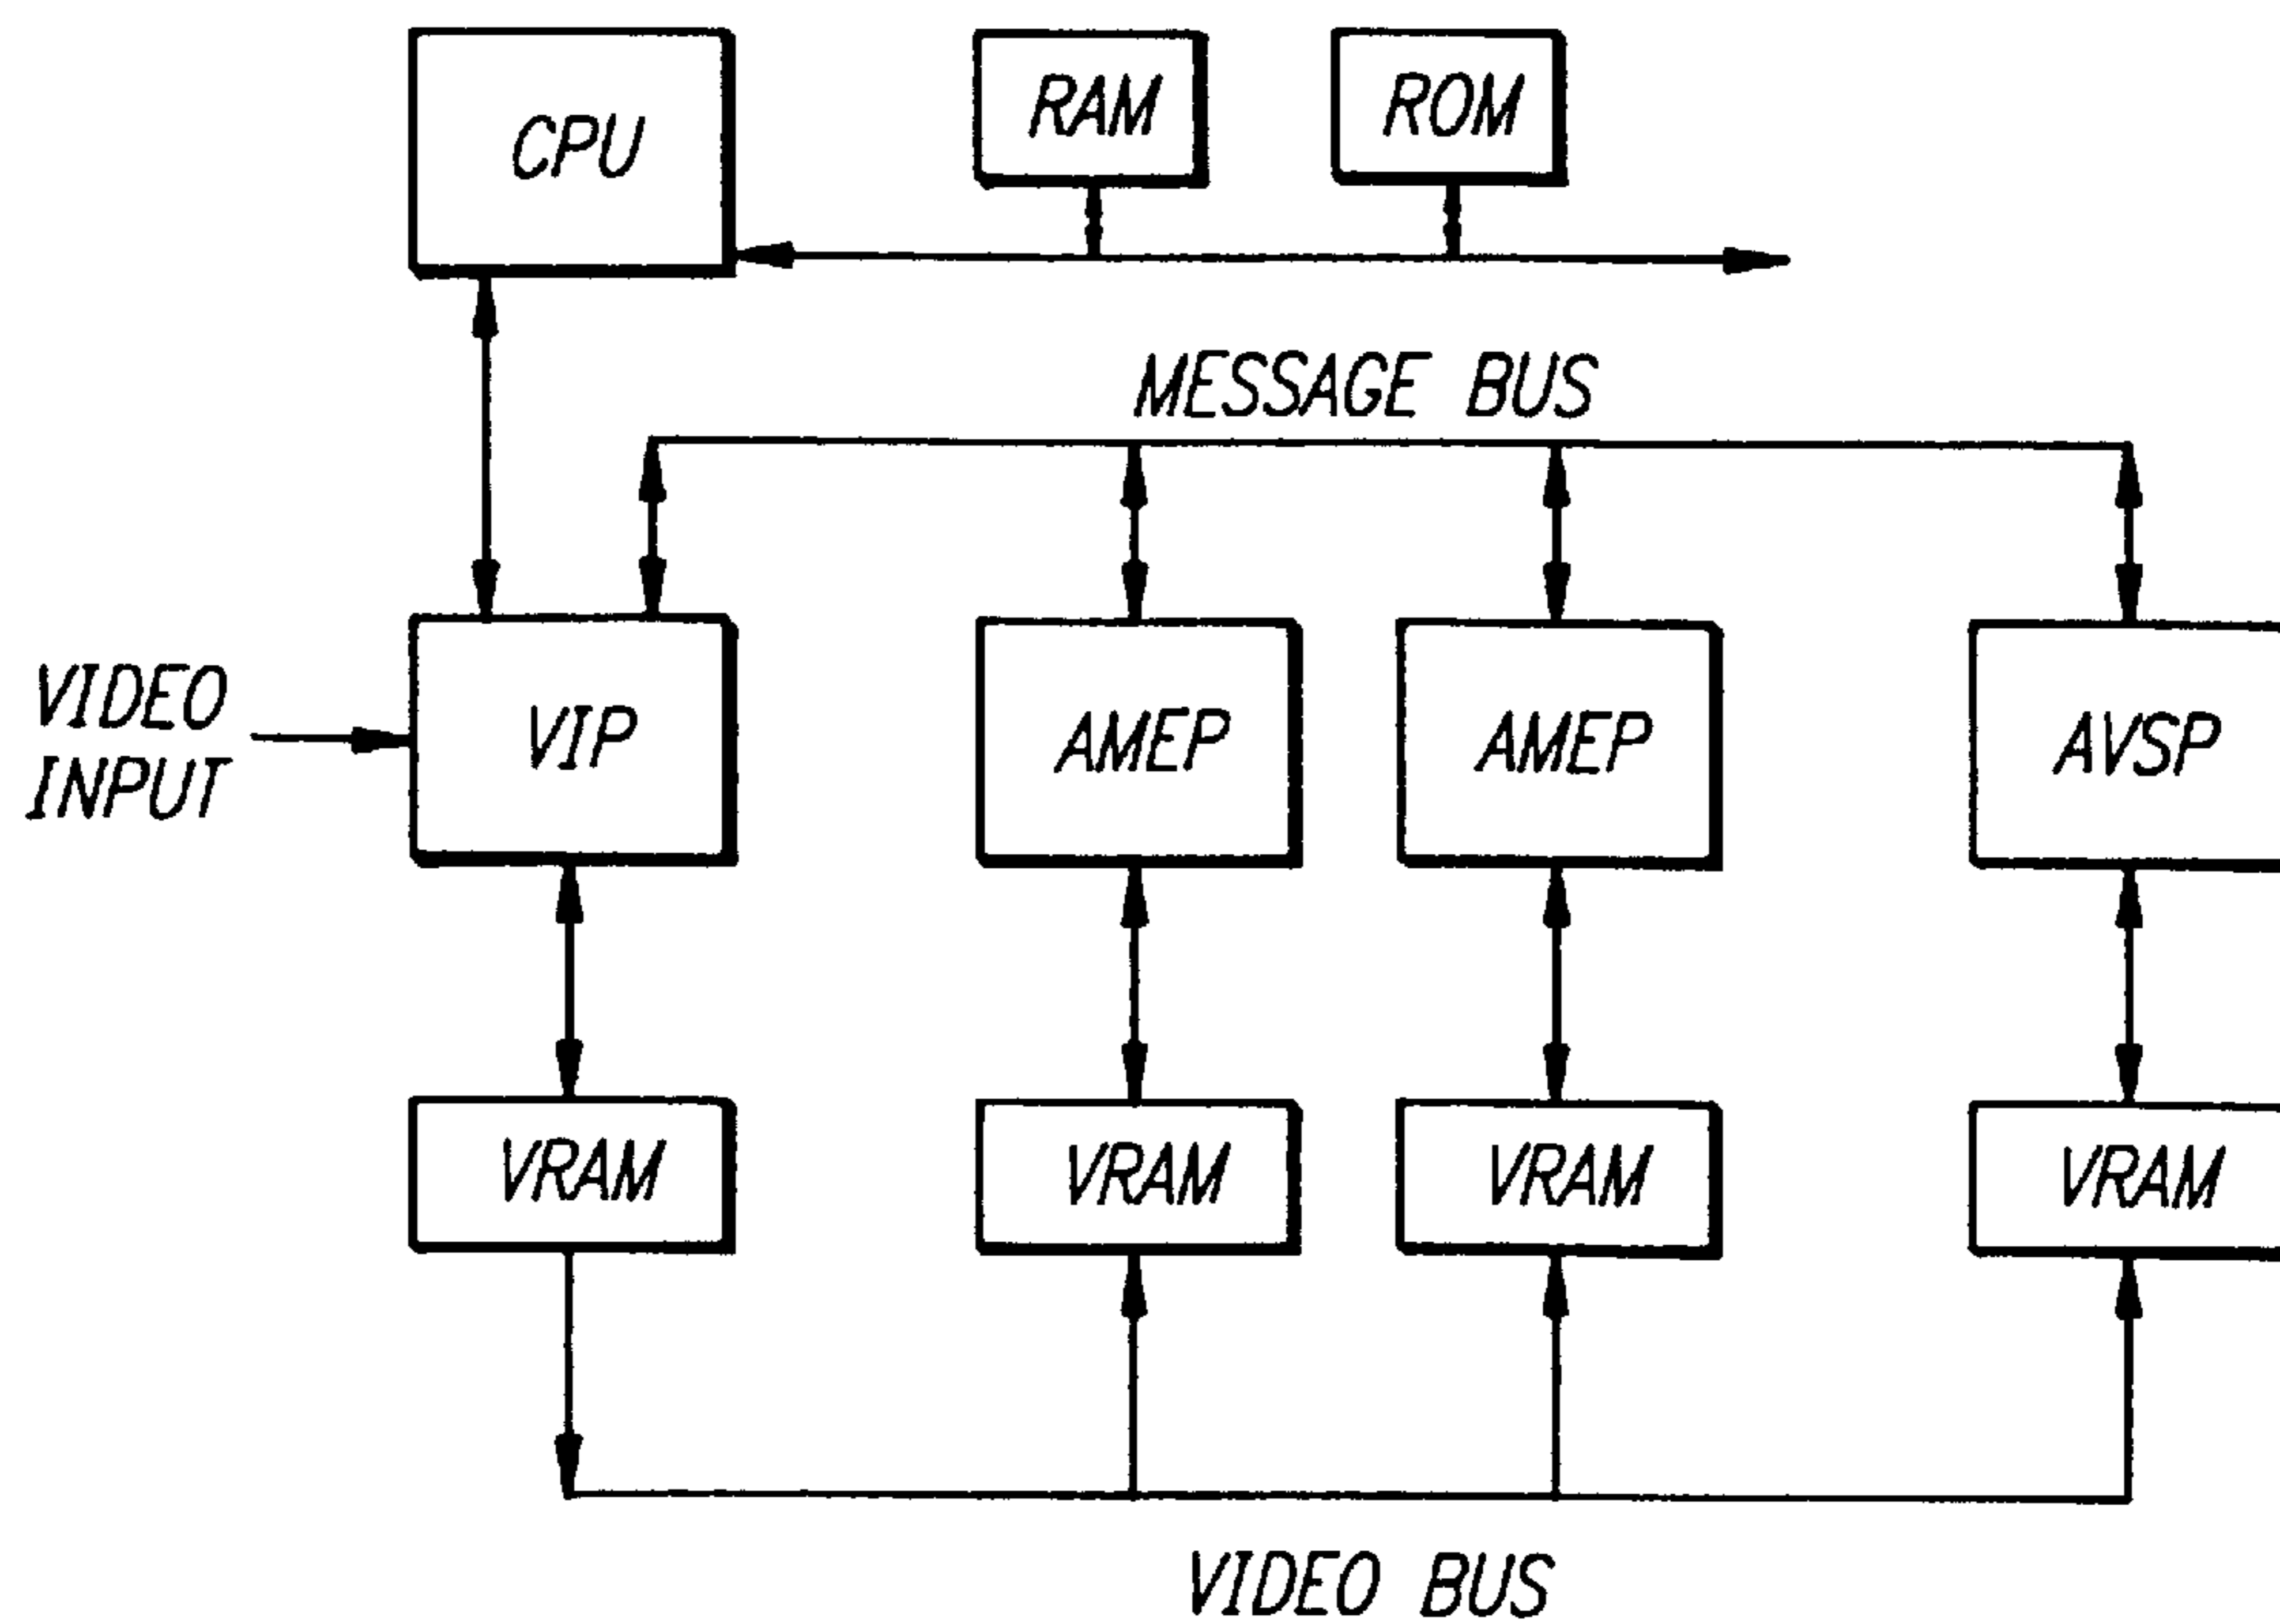 CPU
RAM
ROM
MESSAGE BUS
VIDEO
INPUT
VIP
AMEP
AMEP
AVSP
VRAM
VRAM
VRAM
VRAM
VIDEO BUS